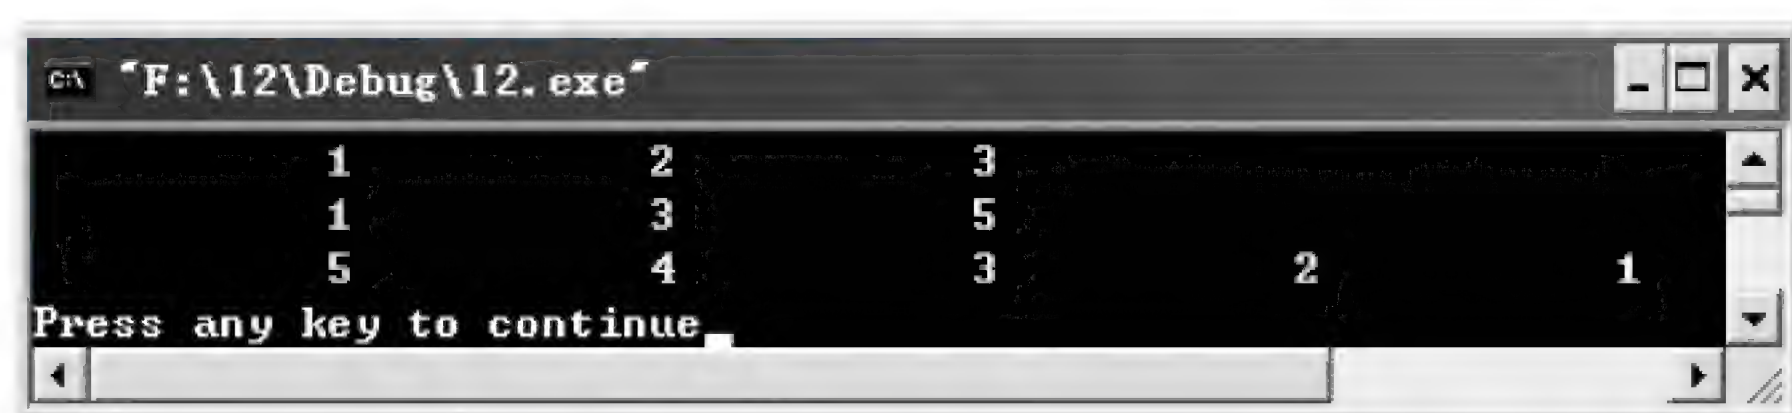 C:\ "F:\12\Debug\12.exe"
1 2 3
1 3 5
5 4 3 2 1
Press any key to continue_